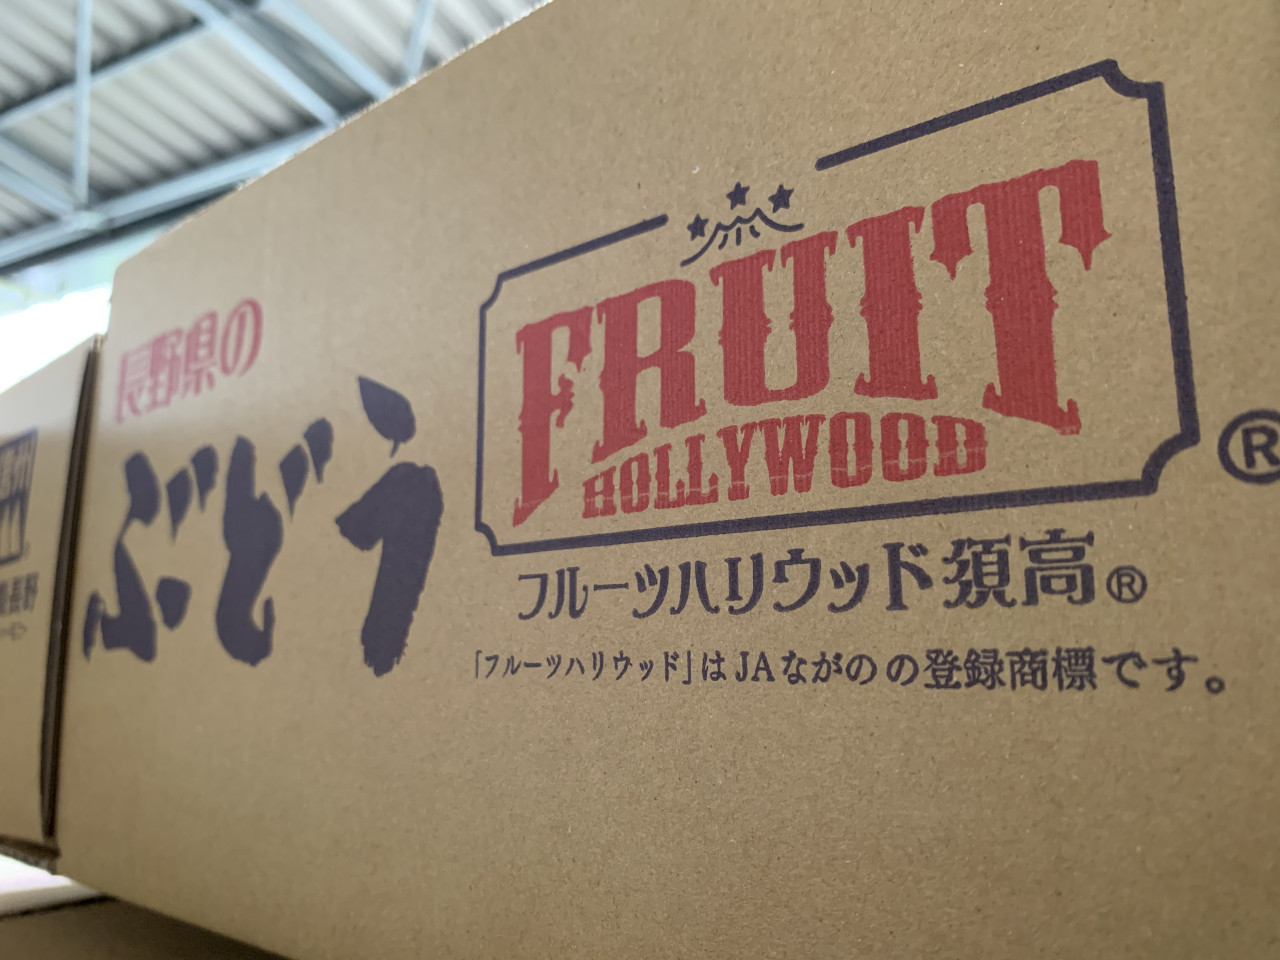 長野県の
ぶどう
FRUIT
HOLLYWOOD
®
フルーツハリウッド須高®
「フルーツハリウッド」はJAながのの登録商標です。
長野